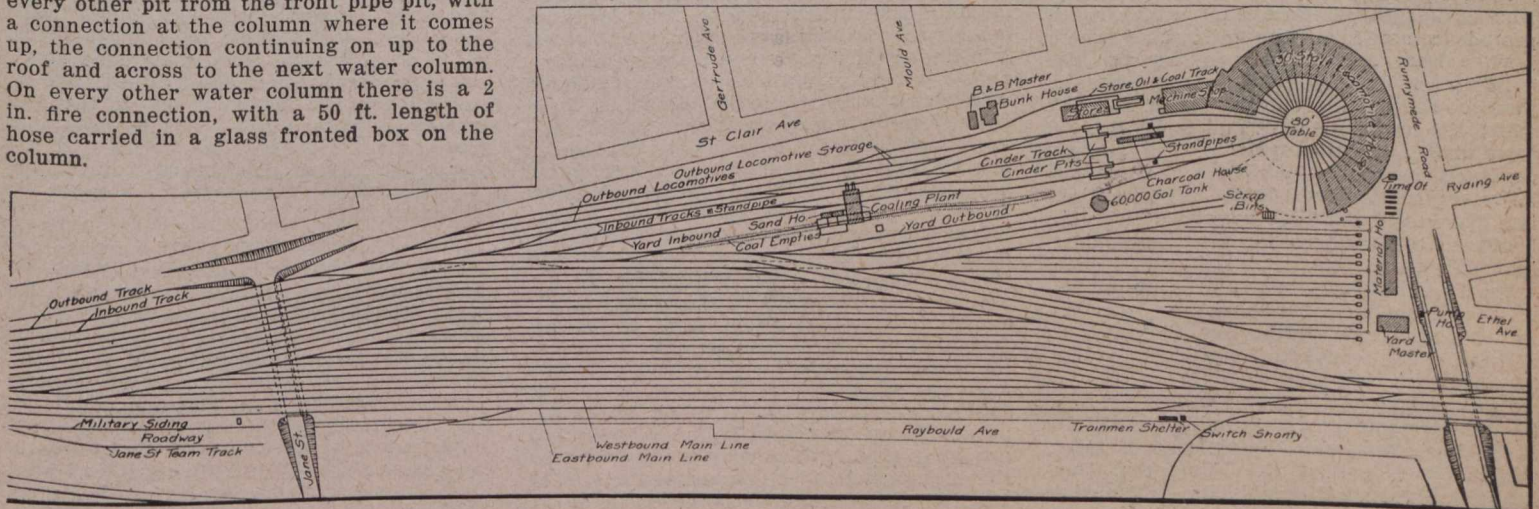 every other pit from the front pipe pit, with
a connection at the column where it comes
up, the connection continuing on up to the
roof and across to the next water column.
On every other water column there is a 2
in. fire connection, with a 50 ft. length of
hose carried in a glass fronted box on the
column.
Gertrude Ave
Mould Ave
St Clair Ave
B & B Master
Bunk House
Store, Oil & Coal Track
Stores
Machine Shop
30 Stall Locomotive House
80'
Table
Runnymede Road
Standpipes
Cinder Track
Cinder Pits
Charcoal House
60000 Gal Tank
Scrap
Bins
Time Of
Ryding Ave
Outbound Locomotive Storage
Outbound Locomotives
Inbound Tracks Standpipe
Sand Ho.
Coaling Plant
Yard Inbound
Coal Empties
Yard Outbound
Outbound Track
Inbound Track
Material Ho
Pump
Ho.
Ethel
Ave
Yard
Master
Military Siding
Roadway
Jane St Team Track
Jane St.
Westbound Main Line
Eastbound Main Line
Raybould Ave
Trainmen Shelter
Switch Shanty